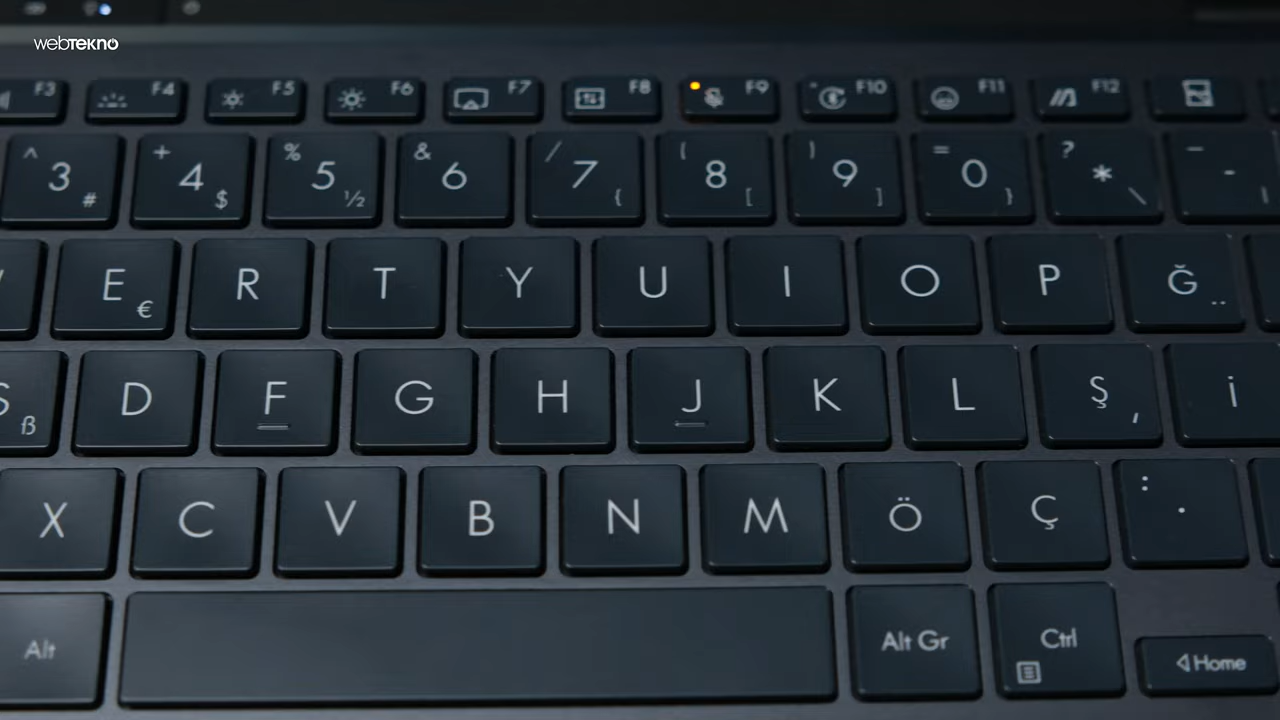 webTEKNO
F3 F4 F5 F6 F7 F8 F9 F10 F11 F12
^ 3 # + 4 $ % 5 ½ & 6 / 7 { ( 8 [ ) 9 ] = 0 } ? * \ _ - |
E € R T Y U I O P Ğ ¨
S ß D F G H J K L Ş ´ İ
X C V B N M Ö Ç : .
Alt Alt Gr Ctrl Home